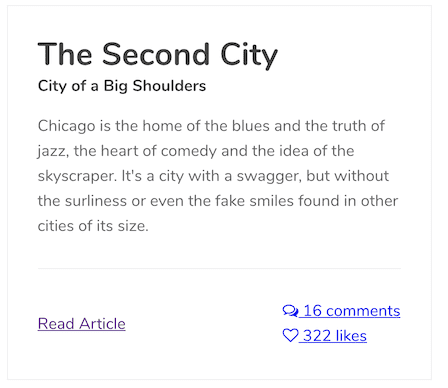 The Second City
City of a Big Shoulders
Chicago is the home of the blues and the truth of
jazz, the heart of comedy and the idea of the
skyscraper. It's a city with a swagger, but without
the surliness or even the fake smiles found in other
cities of its size.
Read Article
16 comments
322 likes